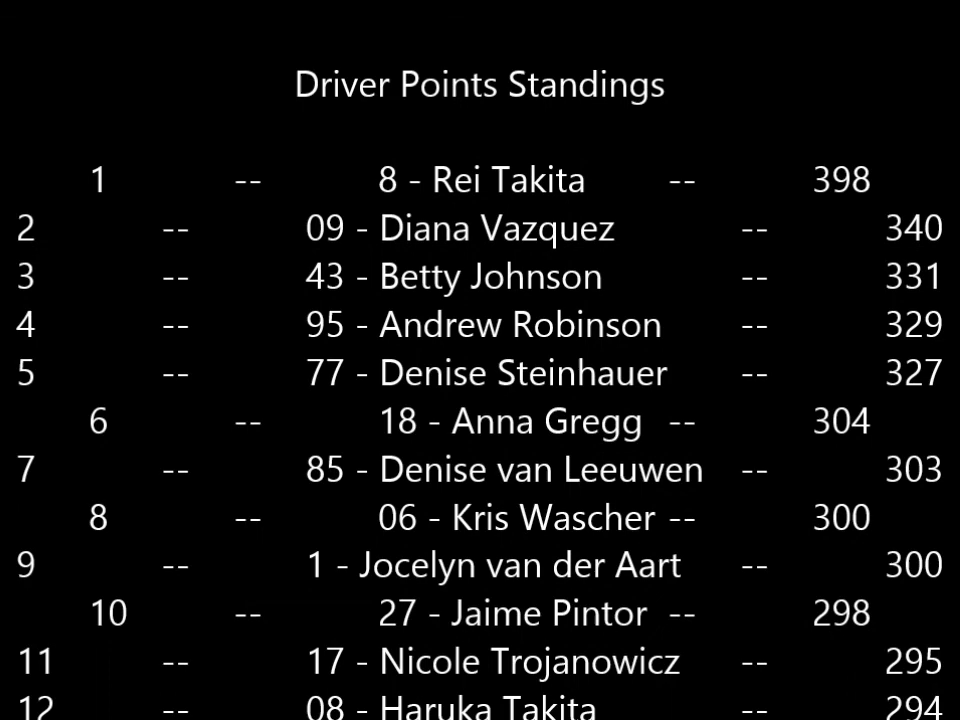 Driver Points Standings
1 -- 8 - Rei Takita -- 398
2 -- 09 - Diana Vazquez -- 340
3 -- 43 - Betty Johnson -- 331
4 -- 95 - Andrew Robinson -- 329
5 -- 77 - Denise Steinhauer -- 327
6 -- 18 - Anna Gregg -- 304
7 -- 85 - Denise van Leeuwen -- 303
8 -- 06 - Kris Wascher -- 300
9 -- 1 - Jocelyn van der Aart -- 300
10 -- 27 - Jaime Pintor -- 298
11 -- 17 - Nicole Trojanowicz -- 295
12 -- 08 - Haruka Takita -- 294